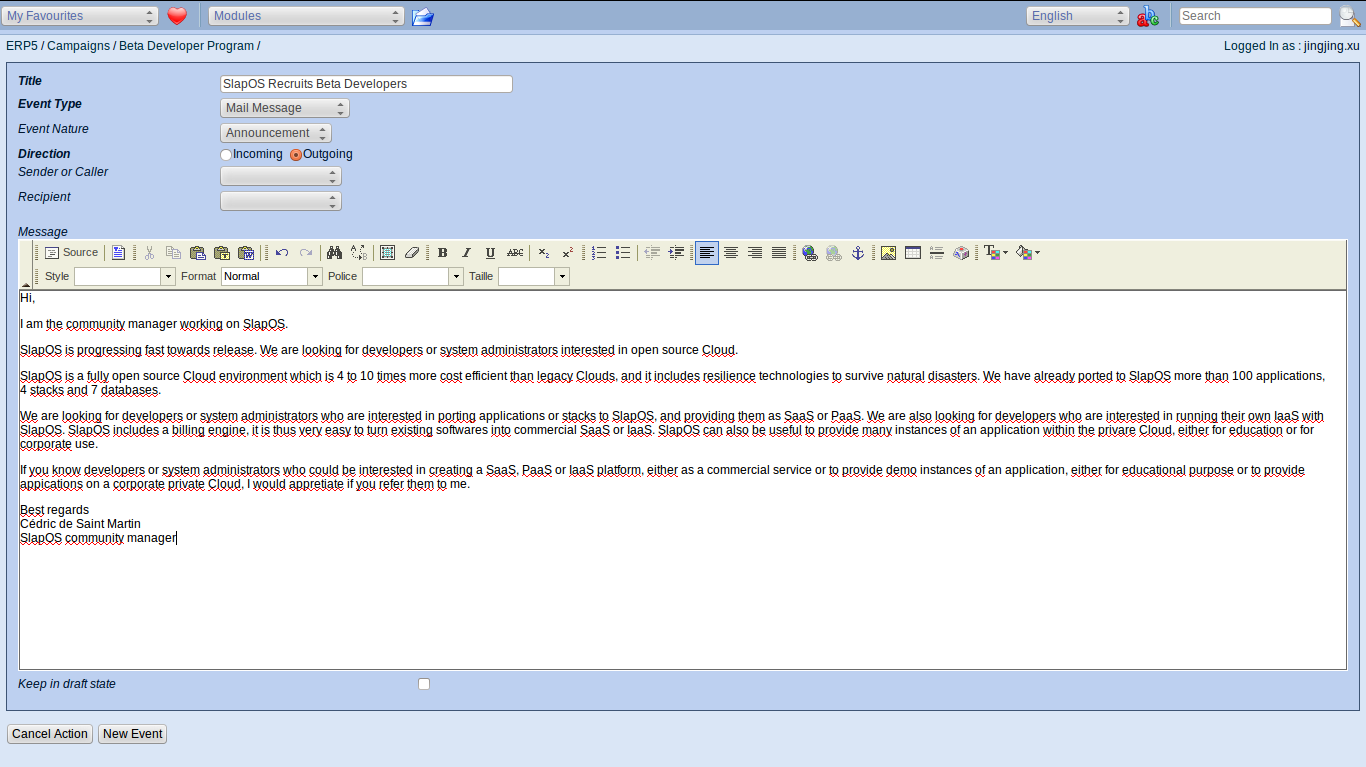 My Favourites Modules English Search
ERP5 / Campaigns / Beta Developer Program /
Logged In as : jingjing.xu
Title SlapOS Recruits Beta Developers
Event Type Mail Message
Event Nature Announcement
Direction Incoming Outgoing
Sender or Caller
Recipient
Message
Source B I U ABC
Style Format Normal Police Taille
Hi,
I am the community manager working on SlapOS.
SlapOS is progressing fast towards release. We are looking for developers or system administrators interested in open source Cloud.
SlapOS is a fully open source Cloud environment which is 4 to 10 times more cost efficient than legacy Clouds, and it includes resilience technologies to survive natural disasters. We have already ported to SlapOS more than 100 applications,
4 stacks and 7 databases.
We are looking for developers or system administrators who are interested in porting applications or stacks to SlapOS, and providing them as SaaS or PaaS. We are also looking for developers who are interested in running their own IaaS with
SlapOS. SlapOS includes a billing engine, it is thus very easy to turn existing softwares into commercial SaaS or IaaS. SlapOS can also be useful to provide many instances of an application within the private Cloud, either for education or for
corporate use.
If you know developers or system administrators who could be interested in creating a SaaS, PaaS or IaaS platform, either as a commercial service or to provide demo instances of an application, either for educational purpose or to provide
appications on a corporate private Cloud, I would appretiate if you refer them to me.
Best regards
Cédric de Saint Martin
SlapOS community manager
Keep in draft state
Cancel Action New Event